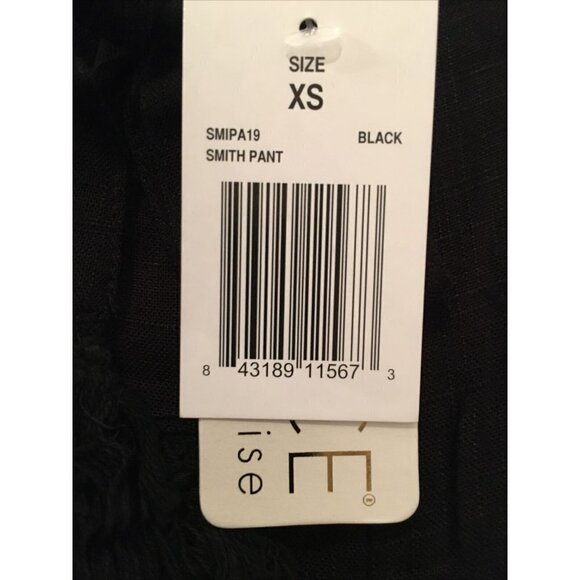 SIZE
XS
SMIPA19 BLACK
SMITH PANT
8 43189 11567 3
E
ise